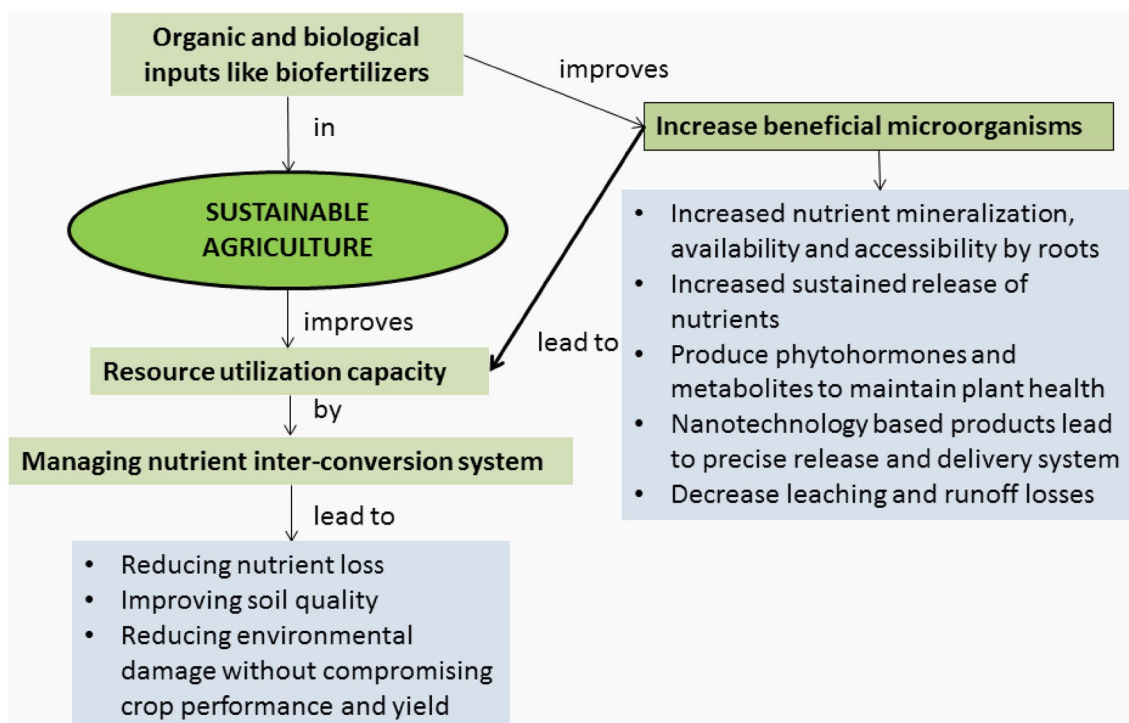 Organic and biological
inputs like biofertilizers
improves
in
Increase beneficial microorganisms
SUSTAINABLE
AGRICULTURE
• Increased nutrient mineralization,
availability and accessibility by roots
• Increased sustained release of
nutrients
• Produce phytohormones and
metabolites to maintain plant health
• Nanotechnology based products lead
to precise release and delivery system
• Decrease leaching and runoff losses
improves
lead to
Resource utilization capacity
by
Managing nutrient inter-conversion system
lead to
• Reducing nutrient loss
• Improving soil quality
• Reducing environmental
damage without compromising
crop performance and yield